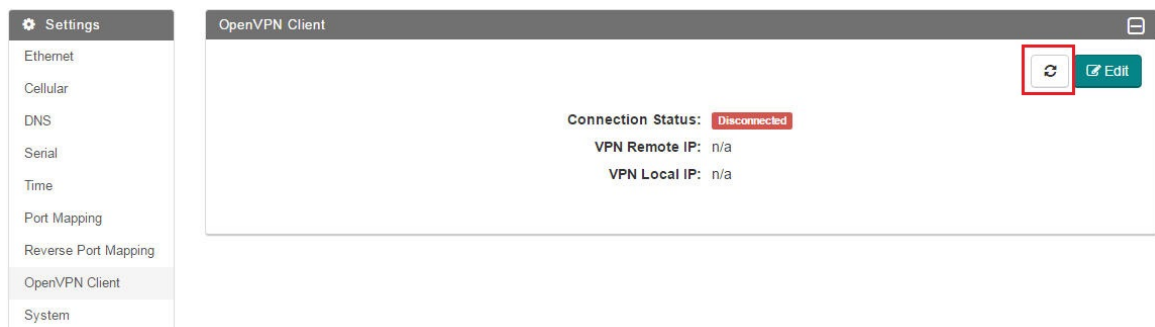 Settings
Ethernet
Cellular
DNS
Serial
Time
Port Mapping
Reverse Port Mapping
OpenVPN Client
System
OpenVPN Client
Edit
Connection Status: Disconnected
VPN Remote IP: n/a
VPN Local IP: n/a